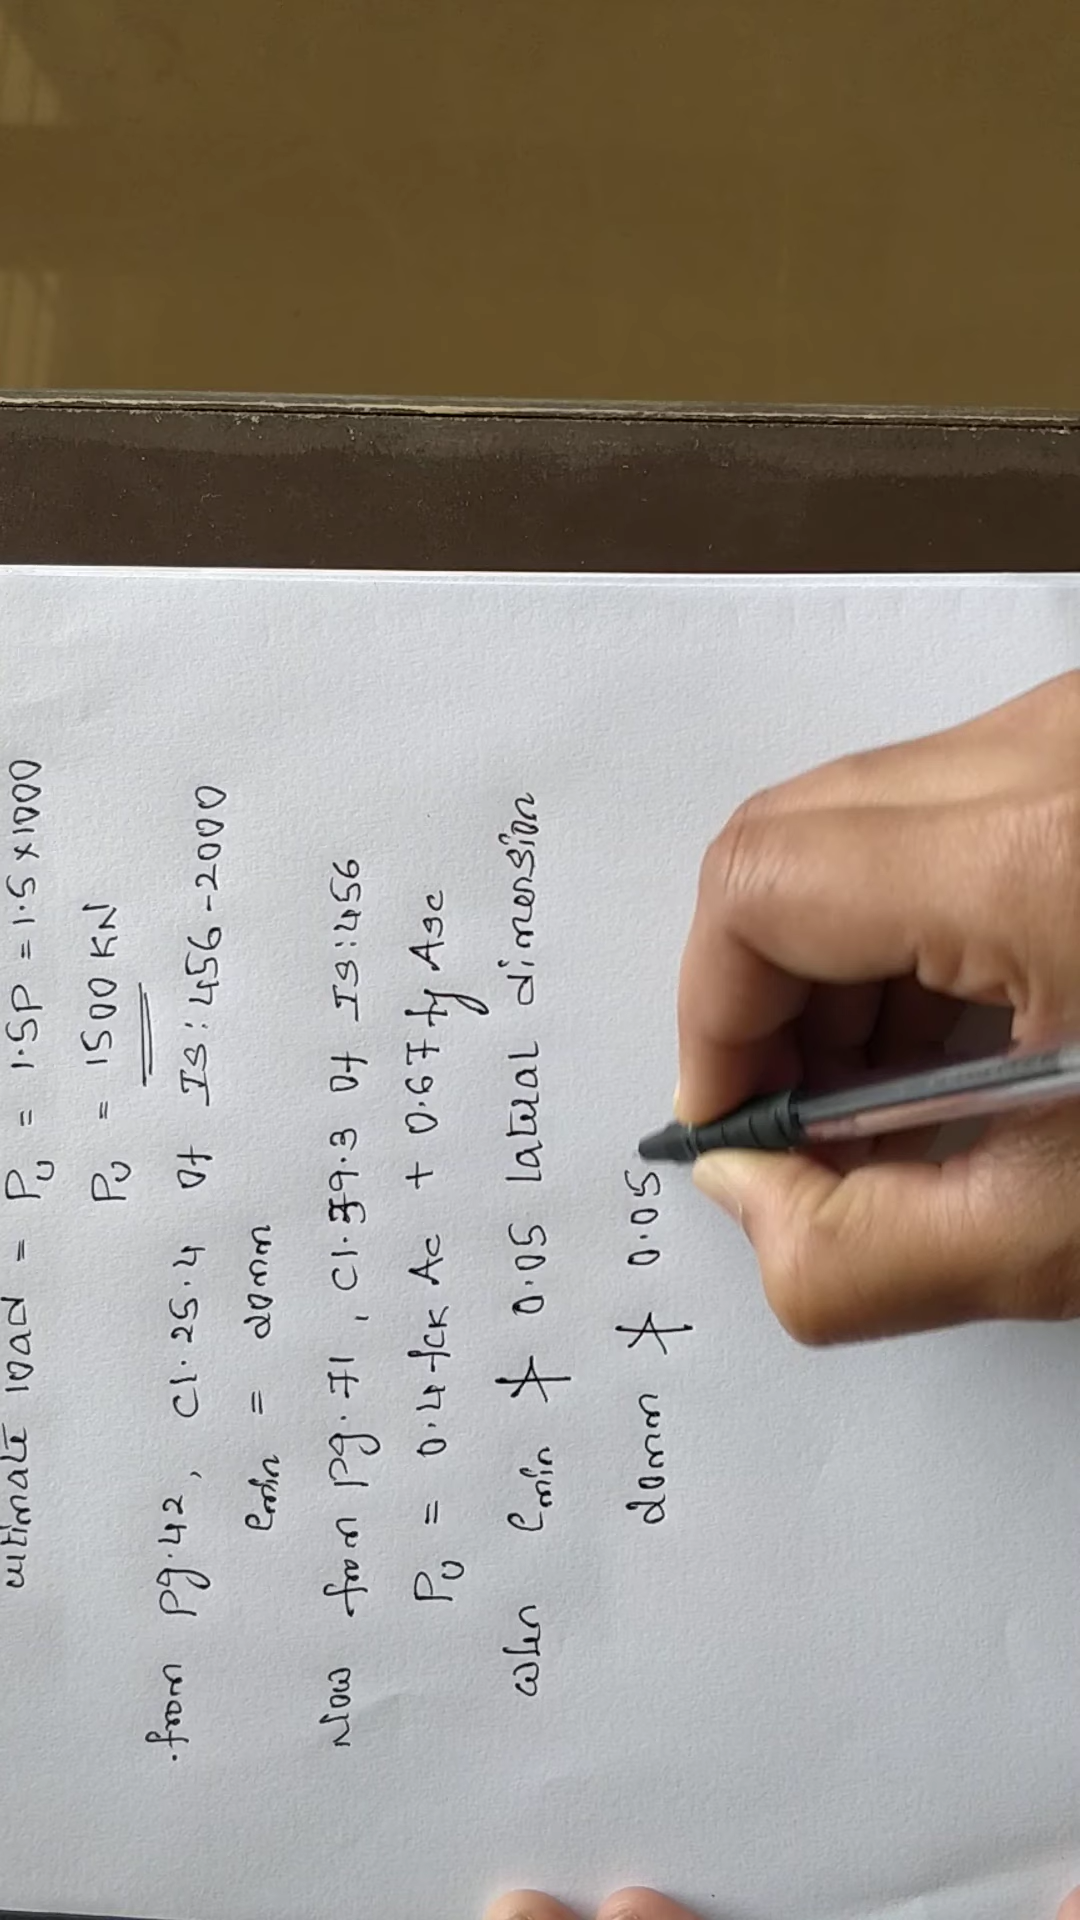 ultimate load = Pu = 1.5P = 1.5 x 1000
Pu = 1500 KN
from Pg.42, Cl.25.4 of IS:456-2000
emin = 20mm
Now from Pg.71, Cl.39.3 of IS:456
Pu = 0.4 fck Ac + 0.67 fy Asc
when emin ≯ 0.05 lateral dimension
20mm ≯ 0.05